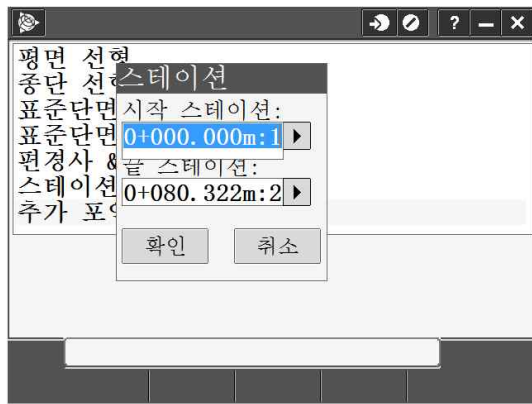 ?
평면 선형
종단 선형
표준단면
표준단면
편경사 &
스테이션
추가 포인
스테이션
시작 스테이션:
0+000.000m:1
끝 스테이션:
0+080.322m:2
확인
취소